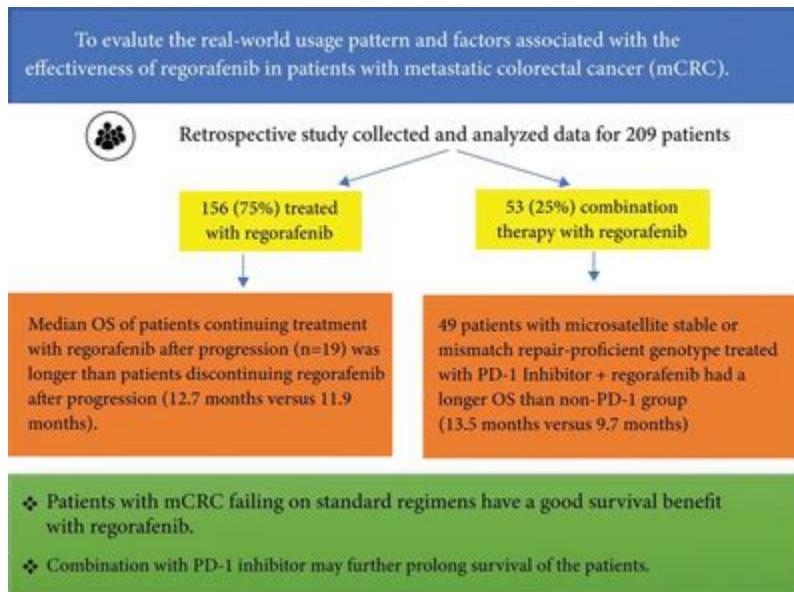 To evalute the real-world usage pattern and factors associated with the
effectiveness of regorafenib in patients with metastatic colorectal cancer (mCRC).
Retrospective study collected and analyzed data for 209 patients
156 (75%) treated
with regorafenib
53 (25%) combination
therapy with regorafenib
Median OS of patients continuing treatment
with regorafenib after progression (n=19) was
longer than patients discontinuing regorafenib
after progression (12.7 months versus 11.9
months).
49 patients with microsatellite stable or
mismatch repair-proficient genotype treated
with PD-1 Inhibitor + regorafenib had a
longer OS than non-PD-1 group
(13.5 months versus 9.7 months)
❖ Patients with mCRC failing on standard regimens have a good survival benefit
with regorafenib.
❖ Combination with PD-1 inhibitor may further prolong survival of the patients.